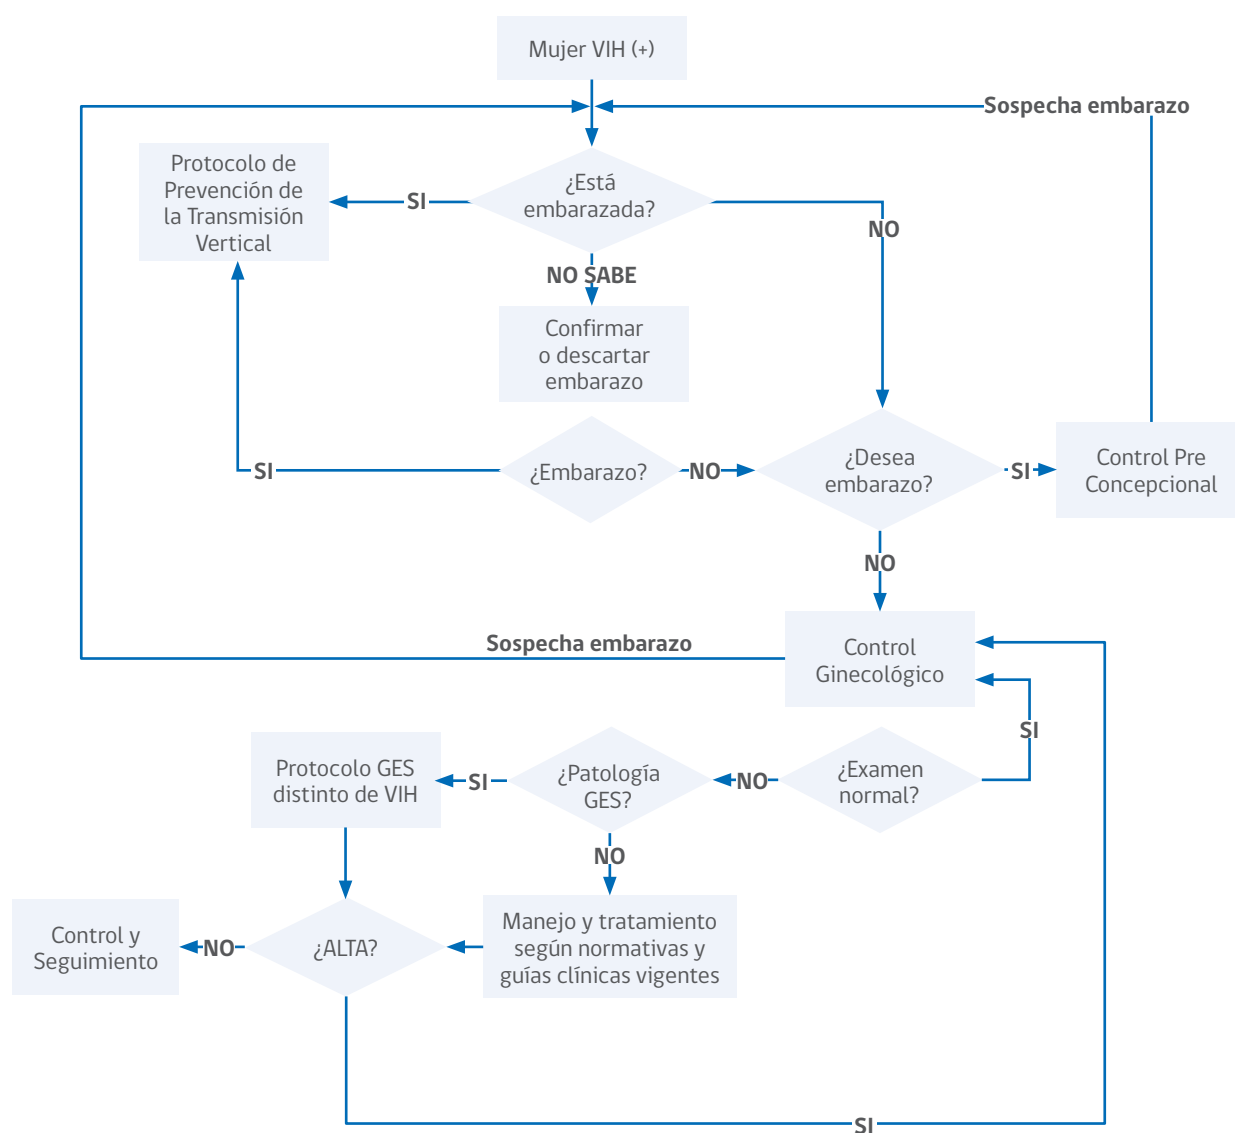 Mujer VIH (+)
Sospecha embarazo
Protocolo de
Prevención de
la Transmisión
Vertical
SI
¿Está
embarazada?
NO
NO SABE
Confirmar
o descartar
embarazo
SI
¿Embarazo?
NO
¿Desea
embarazo?
SI
Control Pre
Concepcional
NO
Sospecha embarazo
Control
Ginecológico
SI
Protocolo GES
distinto de VIH
SI
¿Patología
GES?
NO
¿Examen
normal?
NO
Control y
Seguimiento
NO
¿ALTA?
Manejo y tratamiento
según normativas y
guías clínicas vigentes
SI